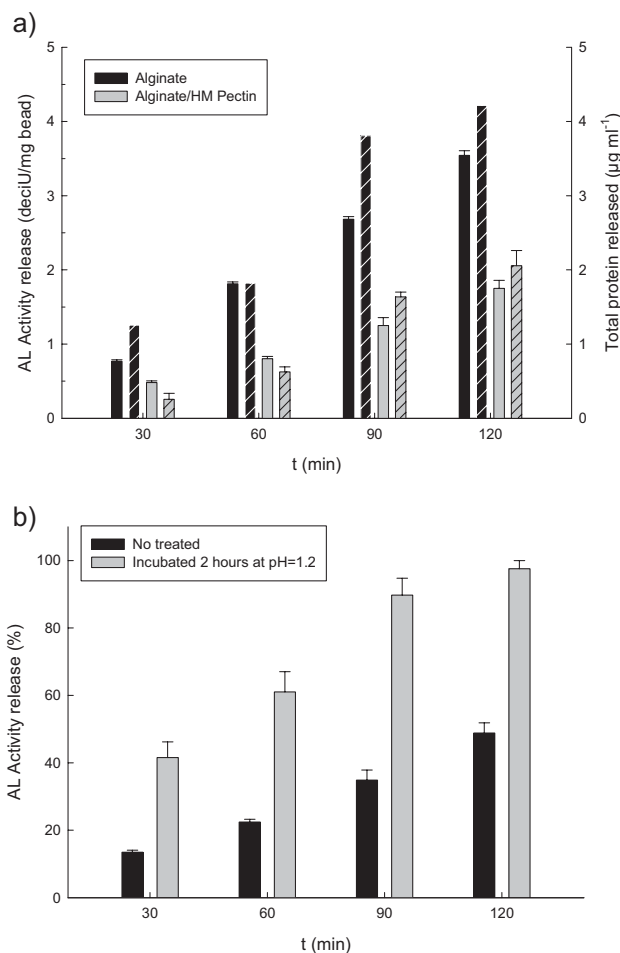 a)
5
4
3
2
1
0
AL Activity release (deciU/mg bead)
Alginate
Alginate/HM Pectin
5
4
3
2
1
0
Total protein released (µg ml-1)
30 60 90 120
t (min)
b)
100
80
60
40
20
0
AL Activity release (%)
No treated
Incubated 2 hours at pH=1.2
30 60 90 120
t (min)